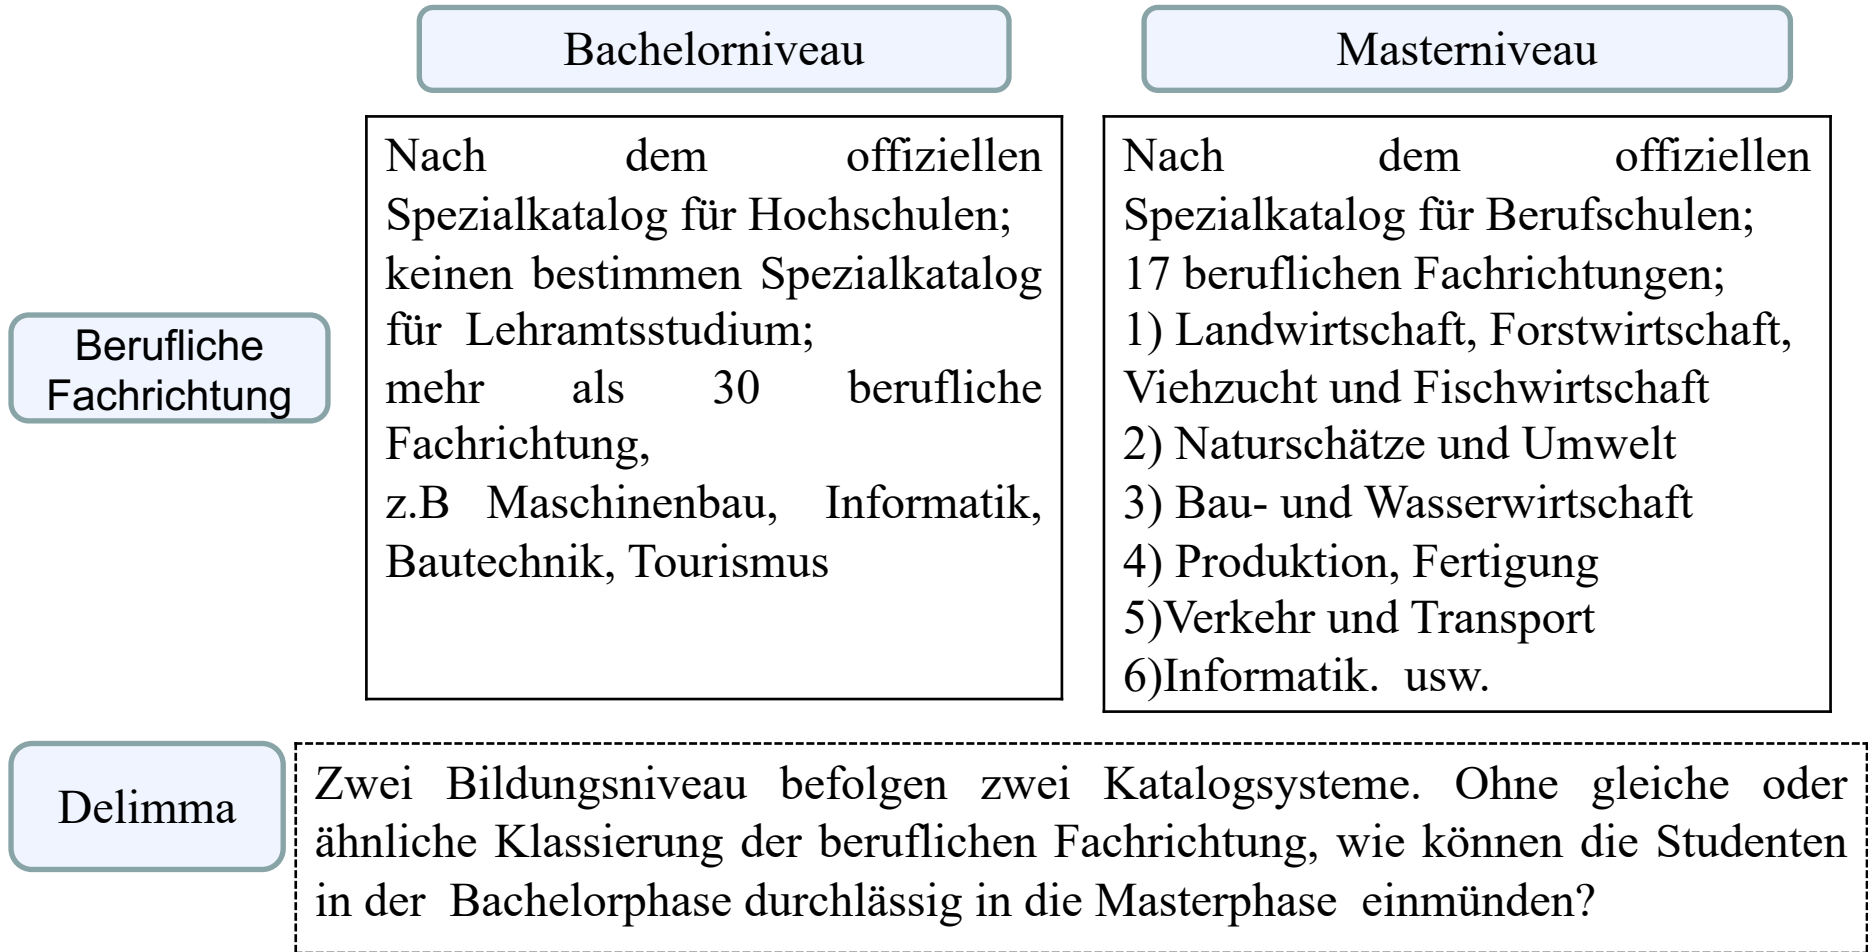 Bachelorniveau
Masterniveau
Berufliche
Fachrichtung
Nach dem offiziellen
Spezialkatalog für Hochschulen;
keinen bestimmen Spezialkatalog
für Lehramtsstudium;
mehr als 30 berufliche
Fachrichtung,
z.B Maschinenbau, Informatik,
Bautechnik, Tourismus
Nach dem offiziellen
Spezialkatalog für Berufschulen;
17 beruflichen Fachrichtungen;
1) Landwirtschaft, Forstwirtschaft,
Viehzucht und Fischwirtschaft
2) Naturschätze und Umwelt
3) Bau- und Wasserwirtschaft
4) Produktion, Fertigung
5)Verkehr und Transport
6)Informatik. usw.
Delimma
Zwei Bildungsniveau befolgen zwei Katalogsysteme. Ohne gleiche oder
ähnliche Klassierung der beruflichen Fachrichtung, wie können die Studenten
in der Bachelorphase durchlässig in die Masterphase einmünden?